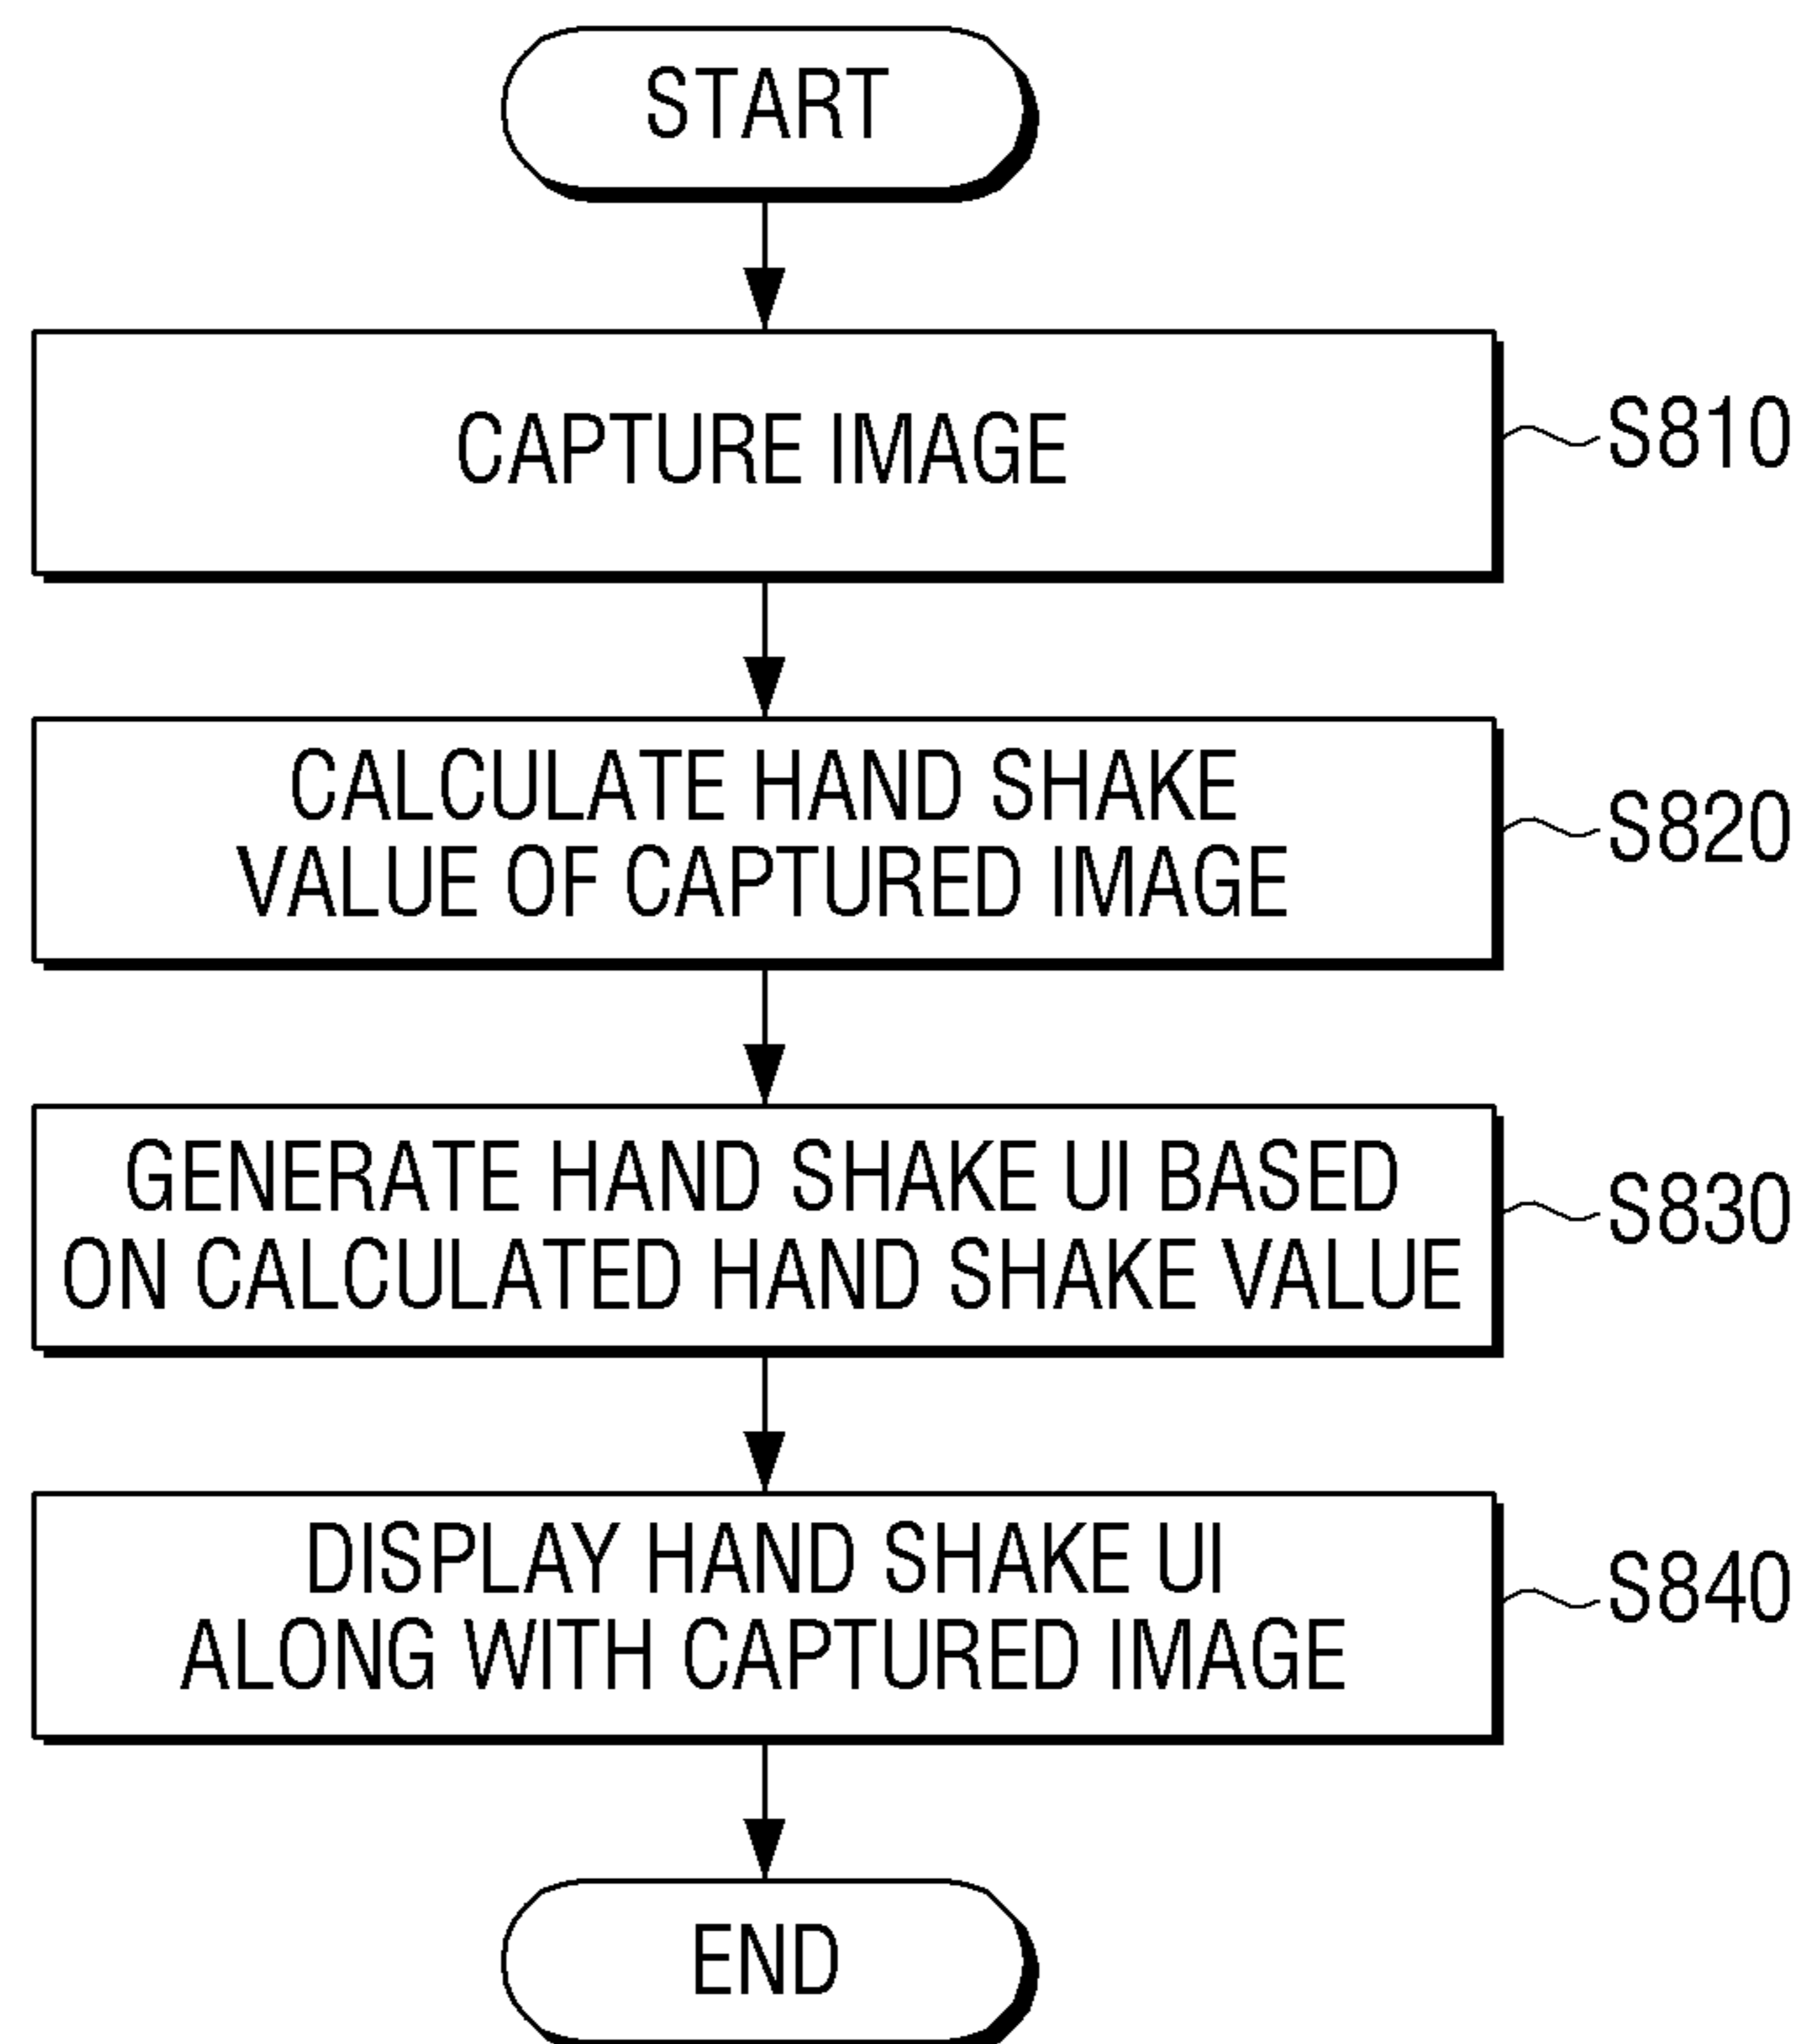 START
CAPTURE IMAGE
S810
CALCULATE HAND SHAKE
VALUE OF CAPTURED IMAGE
S820
GENERATE HAND SHAKE UI BASED
ON CALCULATED HAND SHAKE VALUE
S830
DISPLAY HAND SHAKE UI
ALONG WITH CAPTURED IMAGE
S840
END